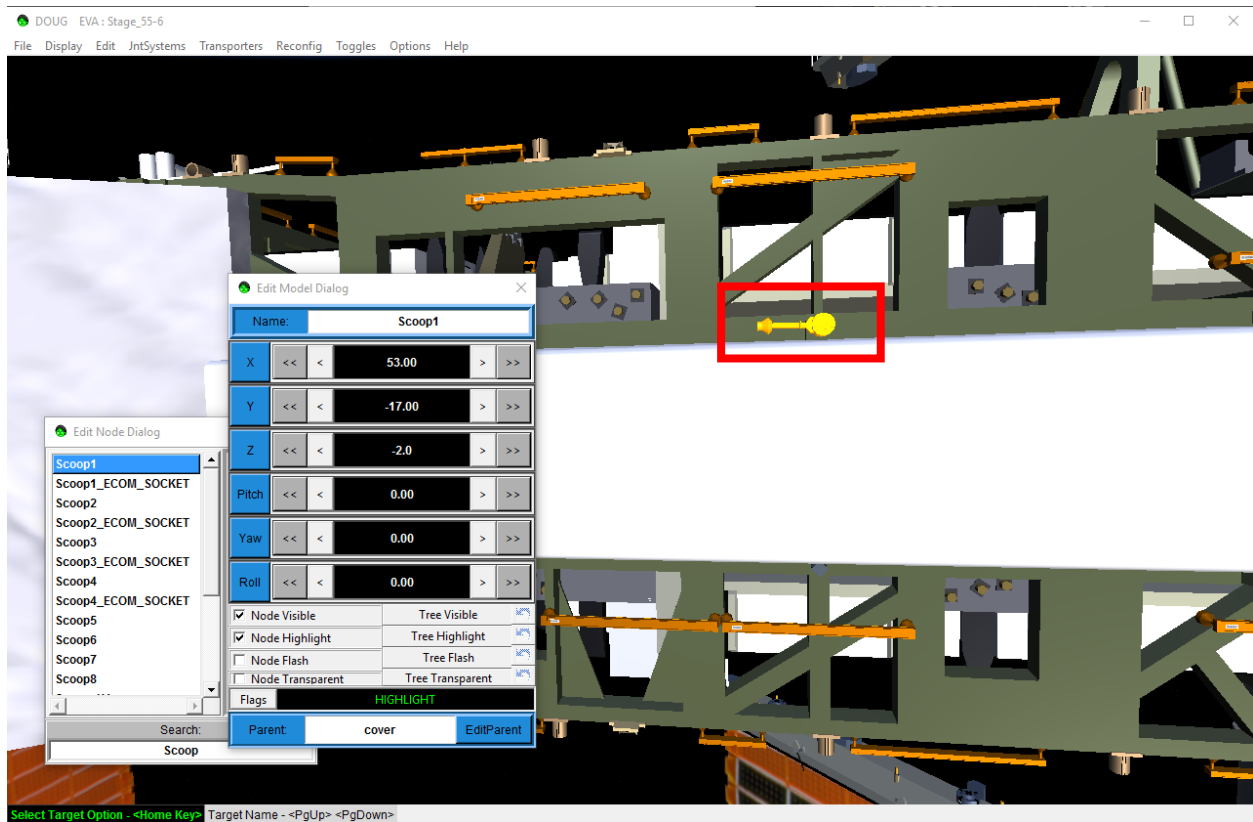 DOUG EVA : Stage_55-6
File Display Edit JntSystems Transporters Reconfig Toggles Options Help
Edit Model Dialog
Name: Scoop1
X << < 53.00 > >>
Y << < -17.00 > >>
Z << < -2.0 > >>
Pitch << < 0.00 > >>
Yaw << < 0.00 > >>
Roll << < 0.00 > >>
Node Visible Tree Visible
Node Highlight Tree Highlight
Node Flash Tree Flash
Node Transparent Tree Transparent
Flags HIGHLIGHT
Parent: cover EditParent
Edit Node Dialog
Scoop1
Scoop1_ECOM_SOCKET
Scoop2
Scoop2_ECOM_SOCKET
Scoop3
Scoop3_ECOM_SOCKET
Scoop4
Scoop4_ECOM_SOCKET
Scoop5
Scoop6
Scoop7
Scoop8
Search:
Scoop
Select Target Option - <Home Key> Target Name - <PgUp> <PgDown>